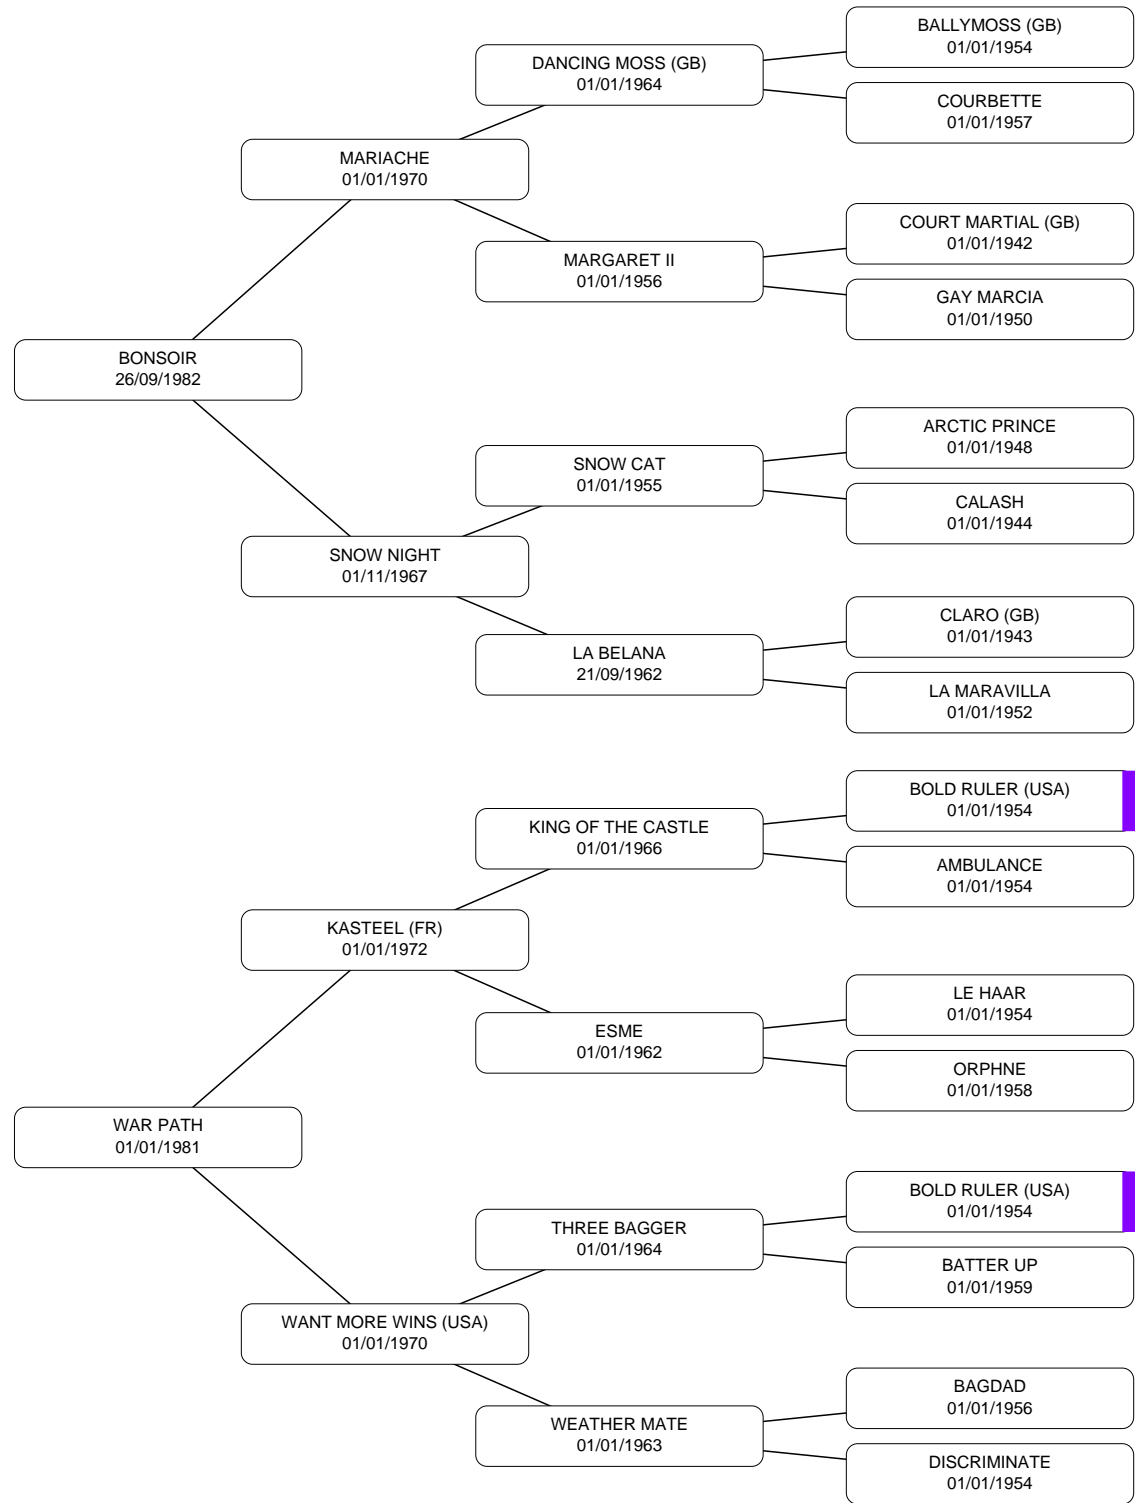 BALLYMOSS (GB)
01/01/1954
DANCING MOSS (GB)
01/01/1964
COURBETTE
01/01/1957
MARIACHE
01/01/1970
COURT MARTIAL (GB)
01/01/1942
MARGARET II
01/01/1956
GAY MARCIA
01/01/1950
BONSOIR
26/09/1982
ARCTIC PRINCE
01/01/1948
SNOW CAT
01/01/1955
CALASH
01/01/1944
SNOW NIGHT
01/11/1967
CLARO (GB)
01/01/1943
LA BELANA
21/09/1962
LA MARAVILLA
01/01/1952
BOLD RULER (USA)
01/01/1954
KING OF THE CASTLE
01/01/1966
AMBULANCE
01/01/1954
KASTEEL (FR)
01/01/1972
LE HAAR
01/01/1954
ESME
01/01/1962
ORPHNE
01/01/1958
WAR PATH
01/01/1981
BOLD RULER (USA)
01/01/1954
THREE BAGGER
01/01/1964
BATTER UP
01/01/1959
WANT MORE WINS (USA)
01/01/1970
BAGDAD
01/01/1956
WEATHER MATE
01/01/1963
DISCRIMINATE
01/01/1954